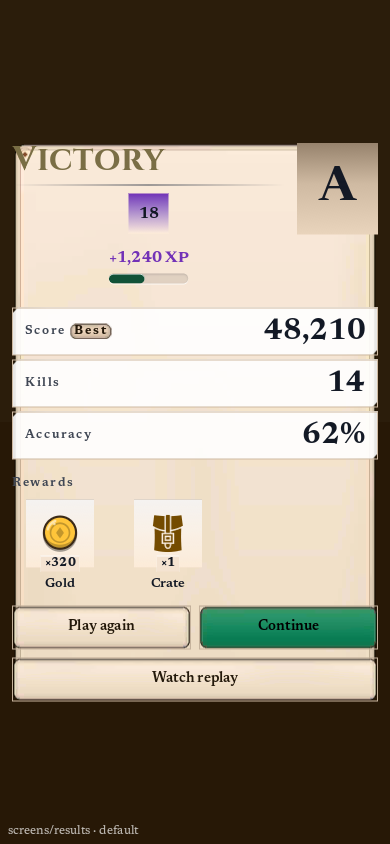 Victory
A
18
+1,240 XP
Score Best 48,210
Kills 14
Accuracy 62%
Rewards
×320 ×1
Gold Crate
Play again Continue
Watch replay
screens/results · default